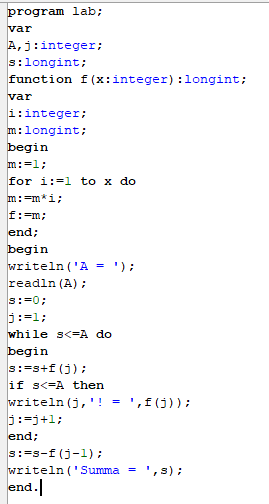 program lab;
var
A,j:integer;
s:longint;
function f(x:integer):longint;
var
i:integer;
m:longint;
begin
m:=1;
for i:=1 to x do
m:=m*i;
f:=m;
end;
begin
writeln('A = ');
readln(A);
s:=0;
j:=1;
while s<=A do
begin
s:=s+f(j);
if s<=A then
writeln(j,'! = ',f(j));
j:=j+1;
end;
s:=s-f(j-1);
writeln('Summa = ',s);
end.